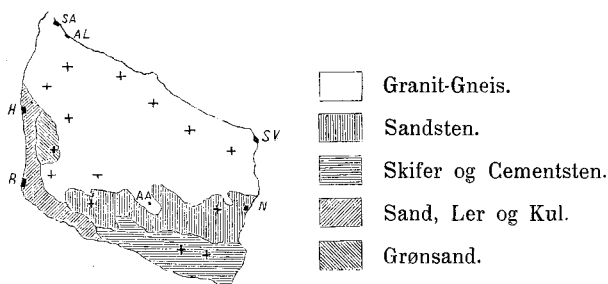 SA
AL
H
SV
R
AA
N
Granit-Gneis.
Sandsten.
Skifer og Cementsten.
Sand, Ler og Kul.
Grønsand.